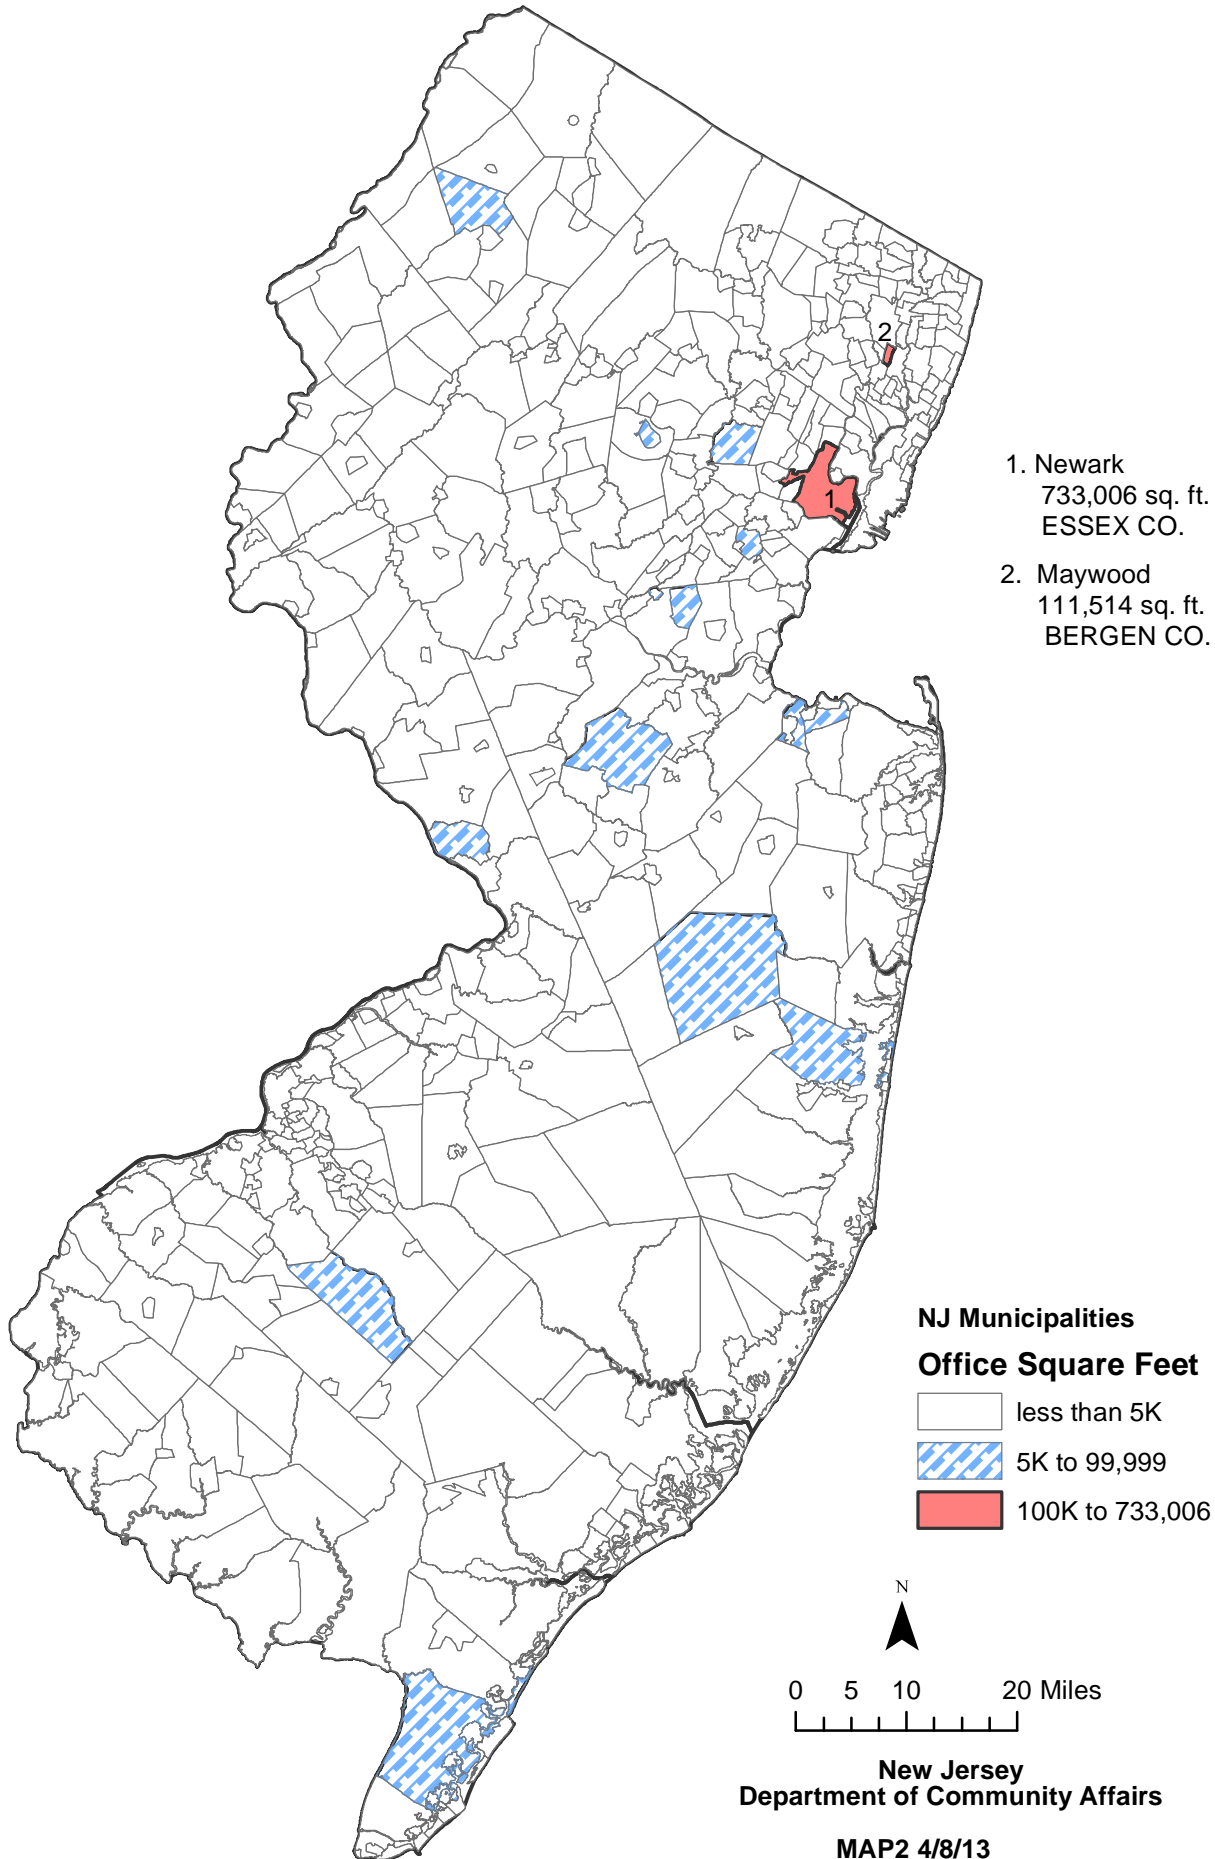 2
1
1. Newark
733,006 sq. ft.
ESSEX CO.
2. Maywood
111,514 sq. ft.
BERGEN CO.
NJ Municipalities
Office Square Feet
less than 5K
5K to 99,999
100K to 733,006
N
0 5 10 20 Miles
New Jersey
Department of Community Affairs
MAP2 4/8/13